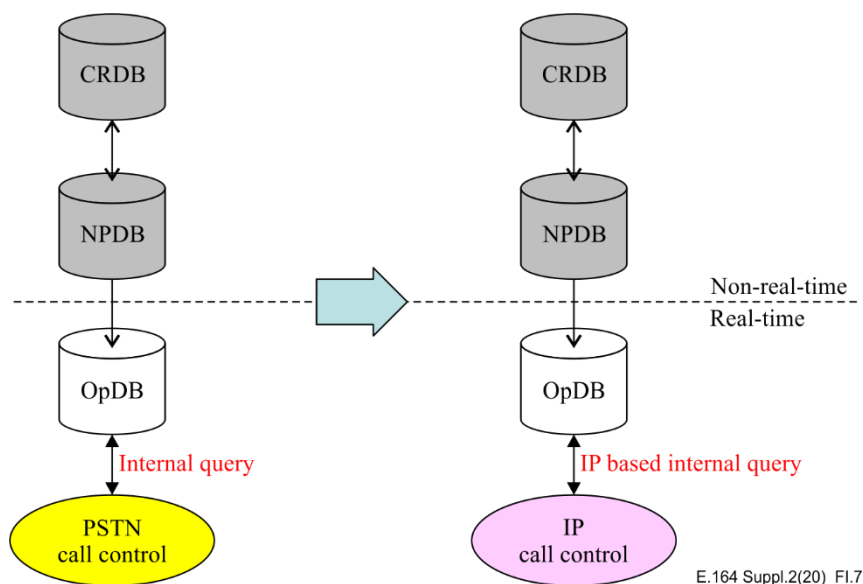 CRDB
CRDB
NPDB
NPDB
Non-real-time
Real-time
OpDB
OpDB
Internal query
IP based internal query
PSTN
call control
IP
call control
E.164 Suppl.2(20)_FI.7